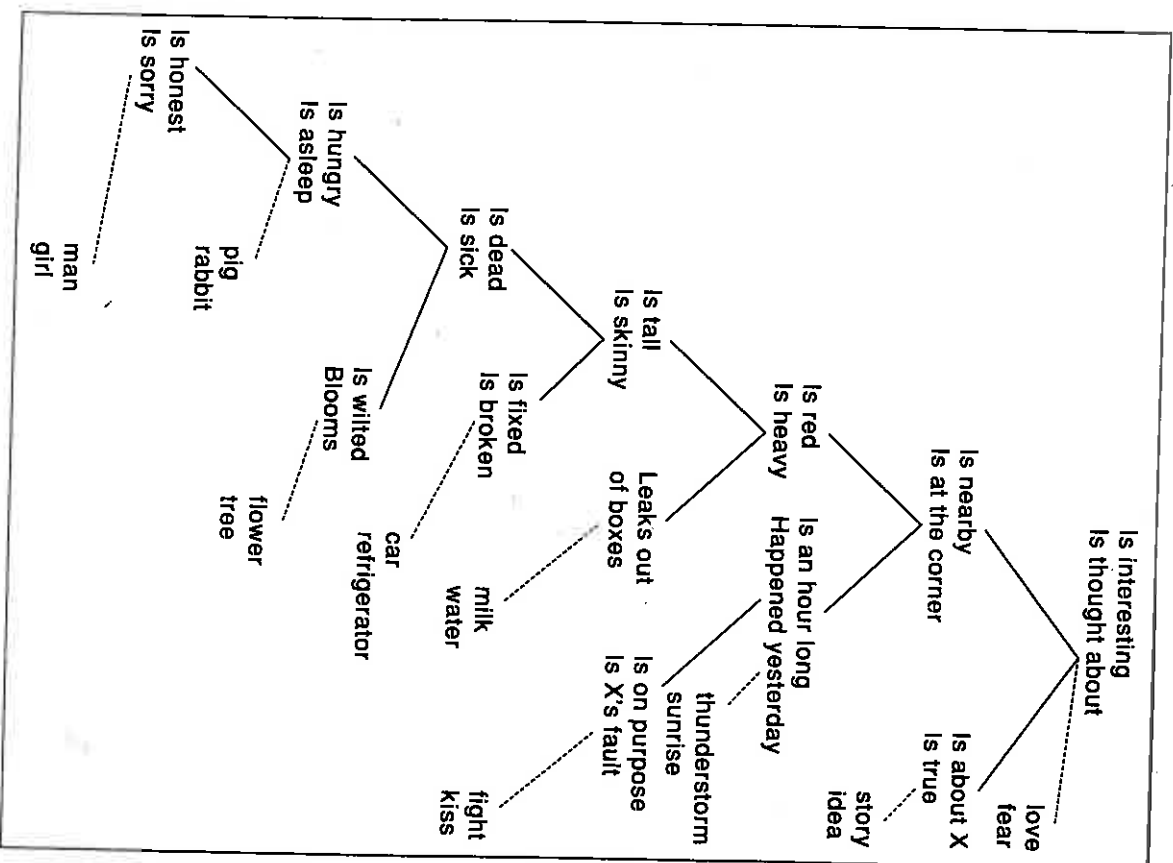 Is interesting
Is thought about
love
fear
Is nearby
Is at the corner
Is about X
Is true
story
idea
Is red
Is heavy
Is an hour long
Happened yesterday
thunderstorm
sunrise
Is tall
Is skinny
Leaks out
of boxes
milk
water
Is on purpose
Is X's fault
fight
kiss
Is dead
Is sick
Is fixed
Is broken
car
refrigerator
Is hungry
Is asleep
Is wilted
Blooms
flower
tree
pig
rabbit
Is honest
Is sorry
man
girl